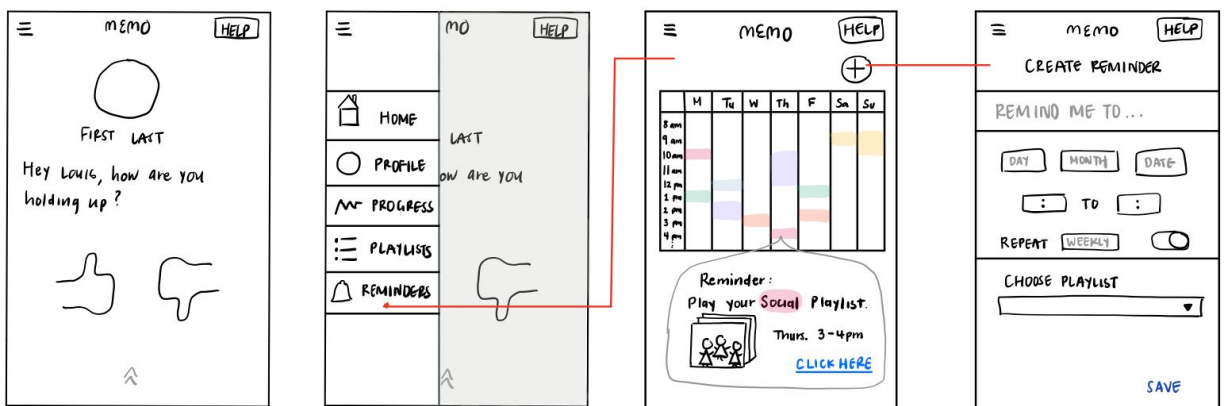 MEMO HELP
FIRST LAST
Hey Louis, how are you
holding up?
MO HELP
HOME
LAST
PROFILE
ow are you
PROGRESS
PLAYLISTS
REMINDERS
MEMO HELP
M Tu W Th F Sa Su
8 am
9 am
10 am
11 am
12 pm
1 pm
2 pm
3 pm
4 pm
Reminder:
Play your Social Playlist.
Thurs. 3-4pm
CLICK HERE
MEMO HELP
CREATE REMINDER
REMIND ME TO...
DAY MONTH DATE
: TO :
REPEAT WEEKLY
CHOOSE PLAYLIST
SAVE